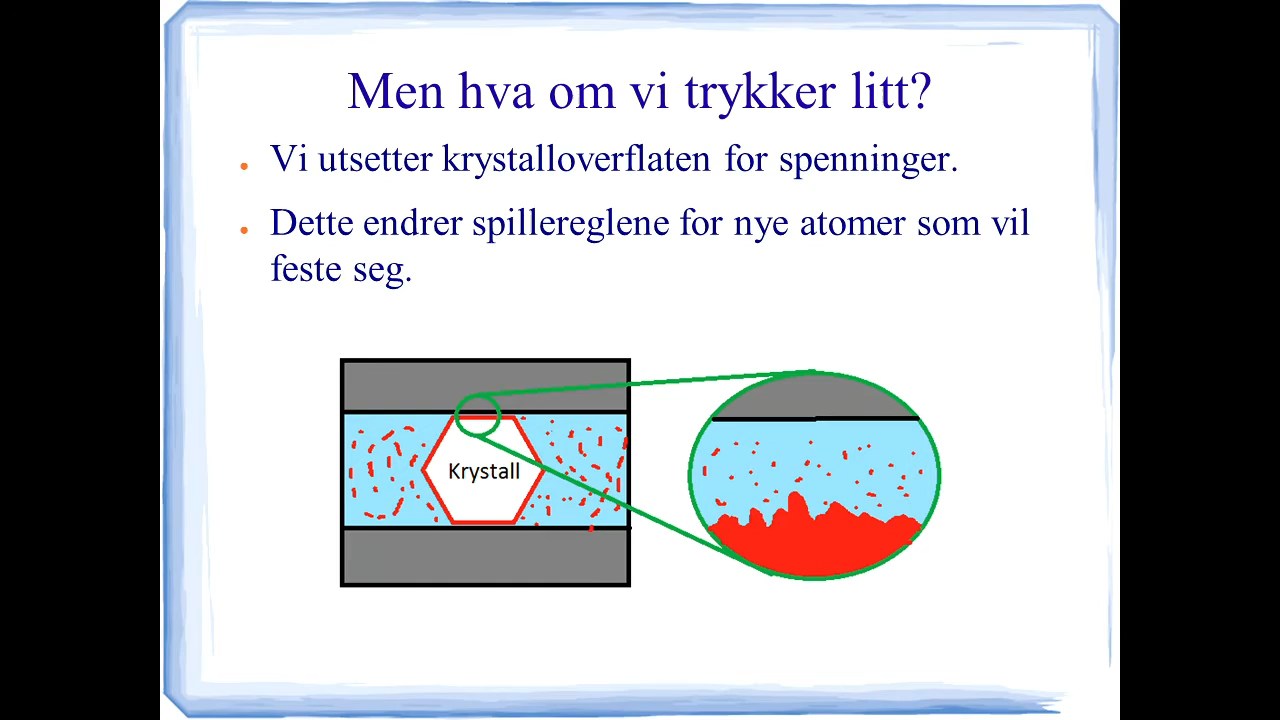 Men hva om vi trykker litt?
● Vi utsetter krystalloverflaten for spenninger.
● Dette endrer spillereglene for nye atomer som vil
feste seg.
Krystall